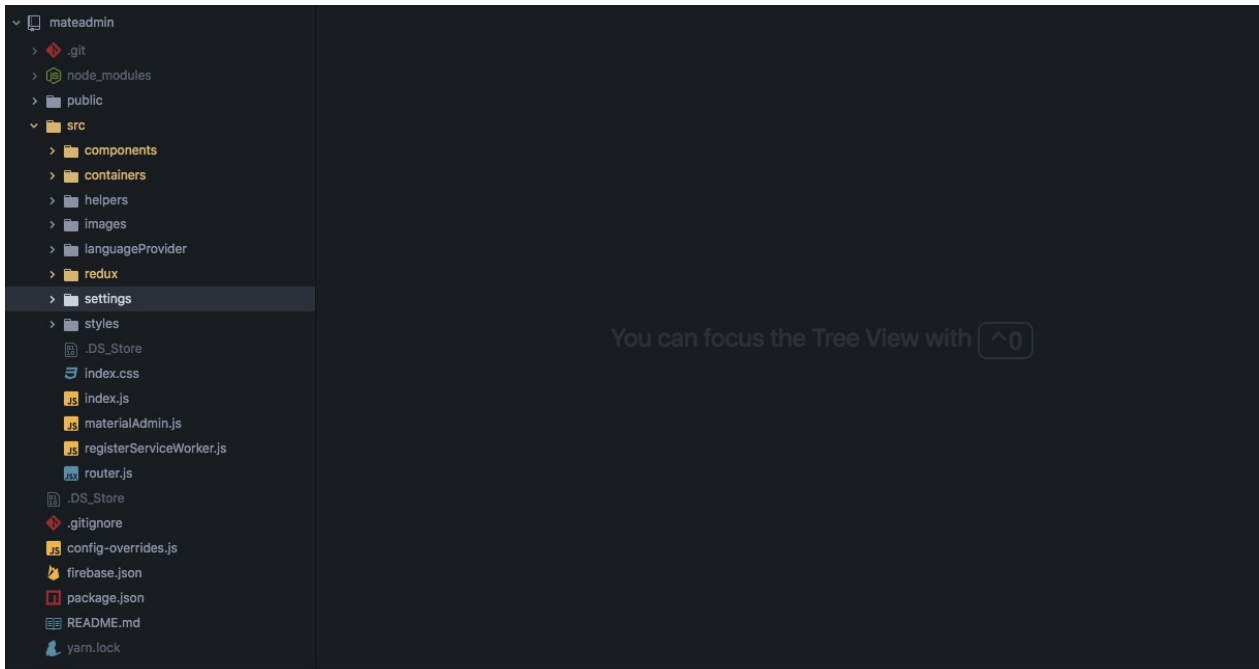 mateadmin
.git
node_modules
public
src
components
containers
helpers
images
languageProvider
redux
settings
styles
.DS_Store
index.css
index.js
materialAdmin.js
registerServiceWorker.js
router.js
.DS_Store
.gitignore
config-overrides.js
firebase.json
package.json
README.md
yarn.lock
You can focus the Tree View with ^0